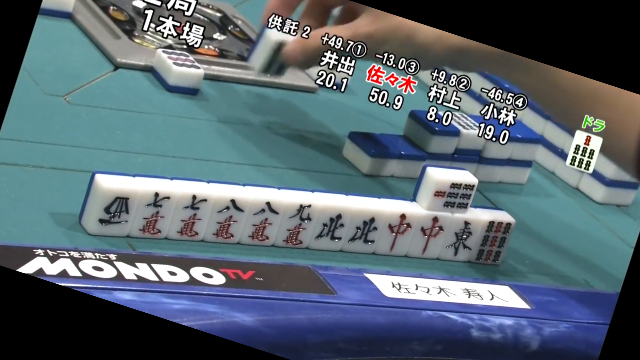 局
1本場
供託 2
+49.7① -13.0③ +9.8② -46.5④
井出 佐々木 村上 小林
20.1 50.9 8.0 19.0
ドラ
七萬 七萬 八萬 八萬 九萬 北 北 中 中 東
オトコを満たす
MONDO TV
佐々木 寿人